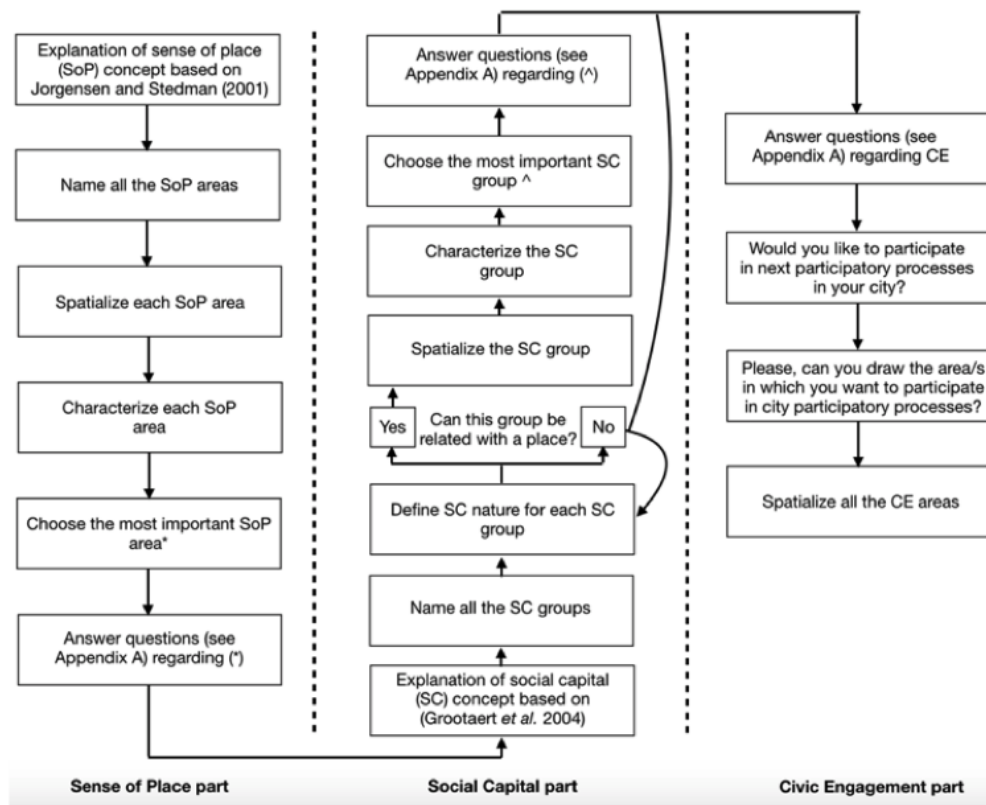 Explanation of sense of place
(SoP) concept based on
Jorgensen and Stedman (2001)
Name all the SoP areas
Spatialize each SoP area
Characterize each SoP
area
Choose the most important SoP
area*
Answer questions (see
Appendix A) regarding (*)
Sense of Place part
Answer questions (see
Appendix A) regarding (^)
Choose the most important SC
group ^
Characterize the SC
group
Spatialize the SC group
Yes
Can this group be
related with a place?
No
Define SC nature for each SC
group
Name all the SC groups
Explanation of social capital
(SC) concept based on
(Grootaert et al. 2004)
Social Capital part
Answer questions (see
Appendix A) regarding CE
Would you like to participate
in next participatory processes
in your city?
Please, can you draw the area/s
in which you want to participate
in city participatory processes?
Spatialize all the CE areas
Civic Engagement part